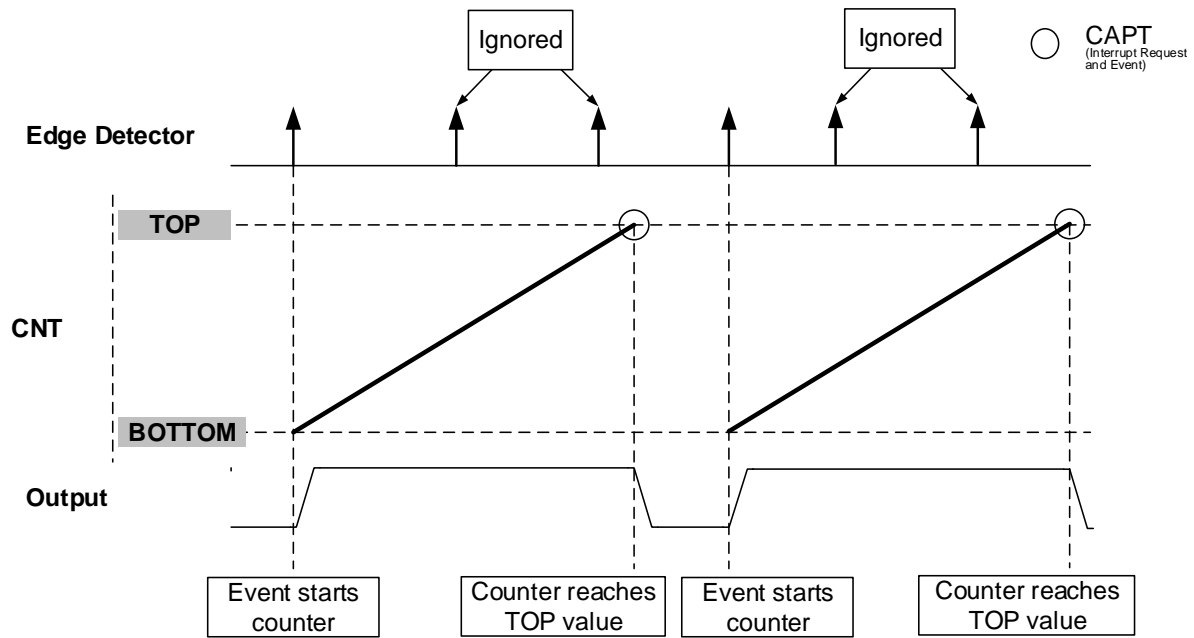 Ignored
Ignored
CAPT
(Interrupt Request
and Event)
Edge Detector
TOP
CNT
BOTTOM
Output
Event starts
counter
Counter reaches
TOP value
Event starts
counter
Counter reaches
TOP value